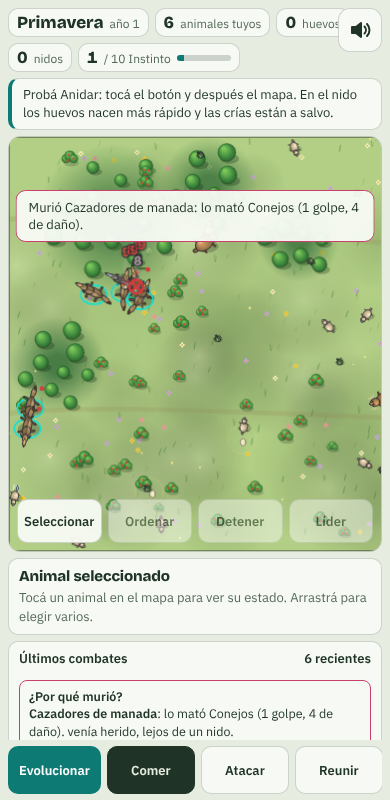 Primavera año 1
6 animales tuyos
0 huevos
0 nidos
1 / 10 Instinto
Probá Anidar: tocá el botón y después el mapa. En el nido
los huevos nacen más rápido y las crías están a salvo.
Murió Cazadores de manada: lo mató Conejos (1 golpe, 4
de daño).
8
Seleccionar
Ordenar
Detener
Líder
Animal seleccionado
Tocá un animal en el mapa para ver su estado. Arrastrá para
elegir varios.
Últimos combates
6 recientes
¿Por qué murió?
Cazadores de manada: lo mató Conejos (1 golpe, 4 de
daño). venía herido, lejos de un nido.
Evolucionar
Comer
Atacar
Reunir